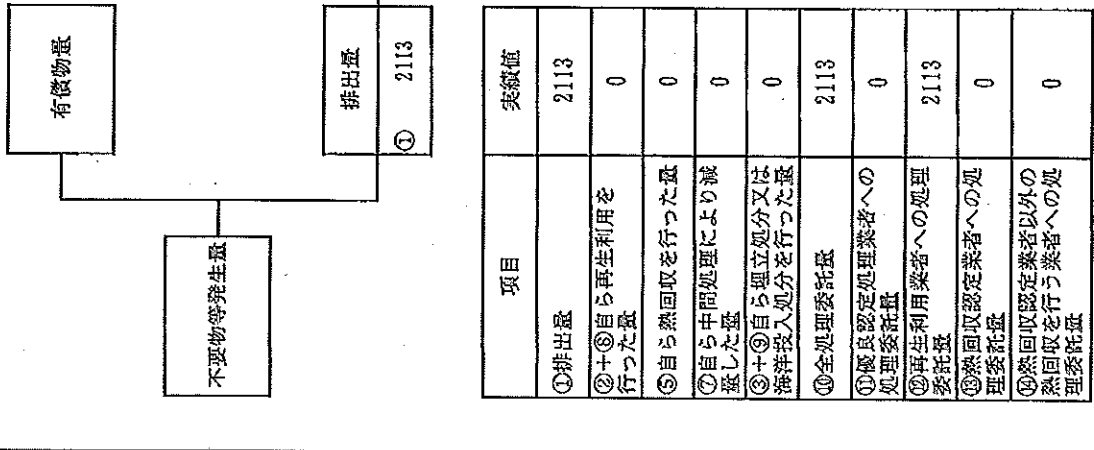 有償物量
不要物等発生量
排出量
① 2113
項目 実績値
①排出量 2113
②+⑧自ら再生利用を
行った量 0
⑤自ら熱回収を行った量 0
⑦自ら中間処理により減
量した量 0
③+⑨自ら埋立処分又は
海洋投入処分を行った量 0
⑩全処理委託量 2113
⑪優良認定処理業者への
処理委託量 0
⑫再生利用業者への処理
委託量 2113
⑬熱回収認定業者への処
理委託量 0
⑭熱回収認定業者以外の
熱回収を行う業者への処
理委託量 0